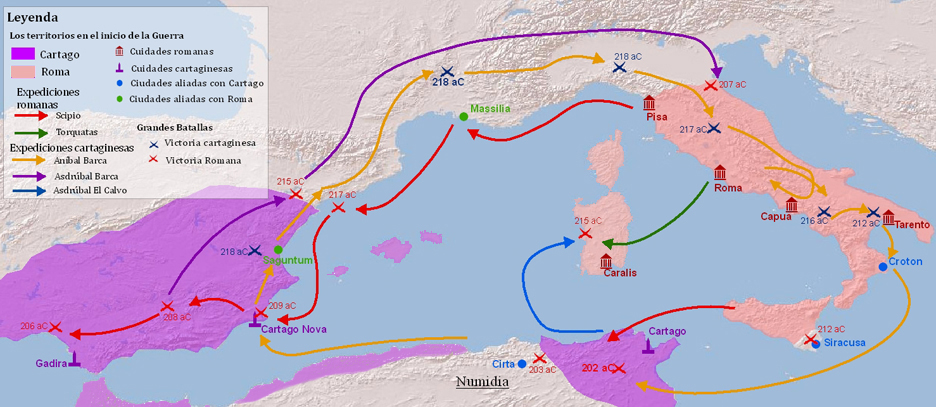 Leyenda
Los territorios en el inicio de la Guerra
Cartago
Roma
Cuidades romanas
Cuidades cartaginesas
Ciudades aliadas con Cartago
Ciudades aliadas con Roma
Expediciones
romanas
Scipio
Torquatas
Expediciones cartaginesas
Aníbal Barca
Asdrúbal Barca
Asdrúbal El Calvo
Grandes Batallas
Victoria cartaginesa
Victoria Romana
218 aC
218 aC
207 aC
Massilia
Pisa
217 aC
215 aC
217 aC
Roma
Capua
216 aC
212 aC
Tarento
215 aC
218 aC
Saguntum
Caralis
Croton
209 aC
208 aC
206 aC
Cartago Nova
Gadira
Cartago
212 aC
Siracusa
Cirta
203 aC
202 aC
Numidia